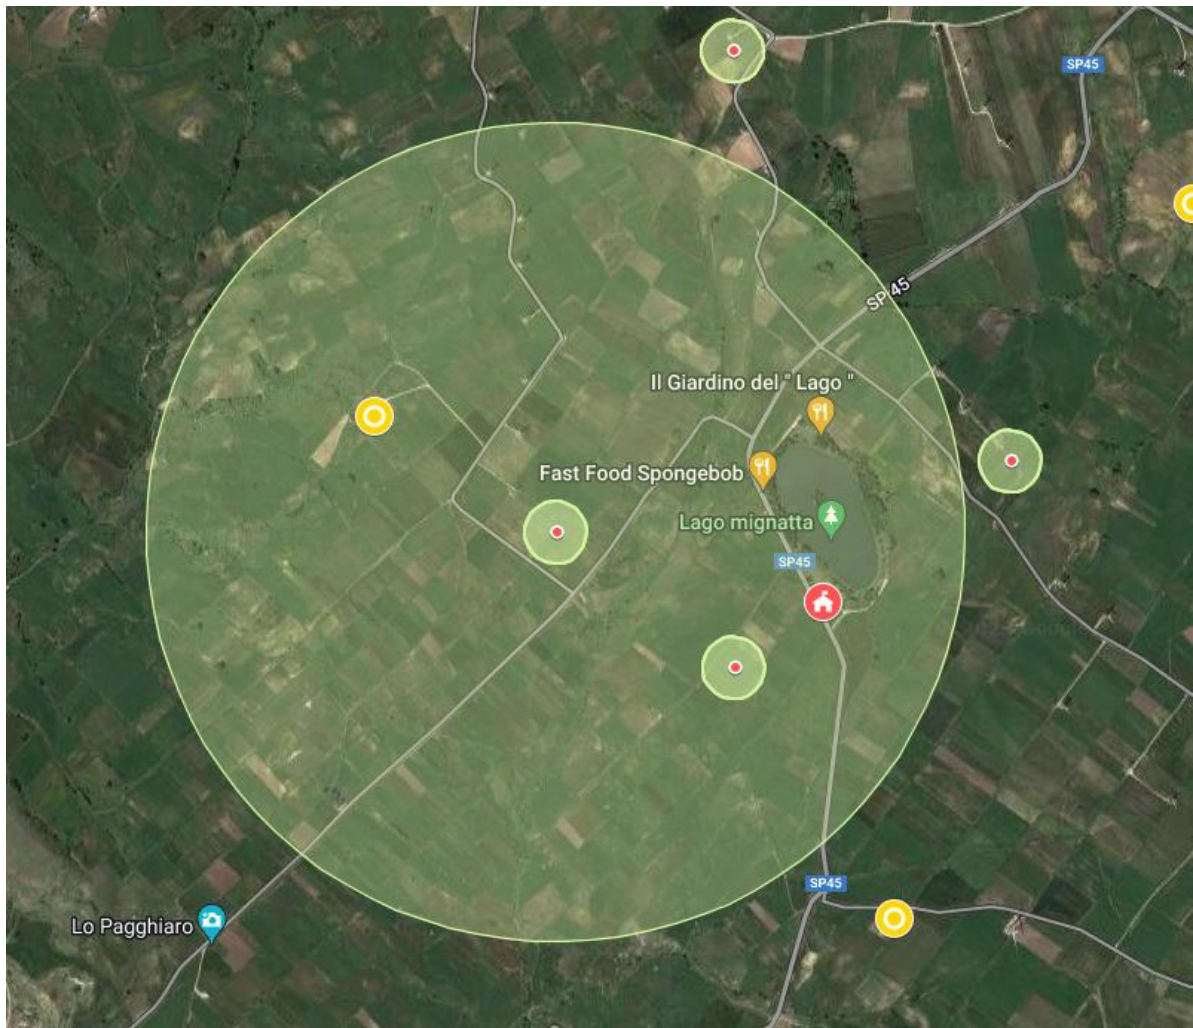 SP45
SP 45
Il Giardino del " Lago "
Fast Food Spongebob
Lago mignatta
SP45
SP45
Lo Pagghiaro